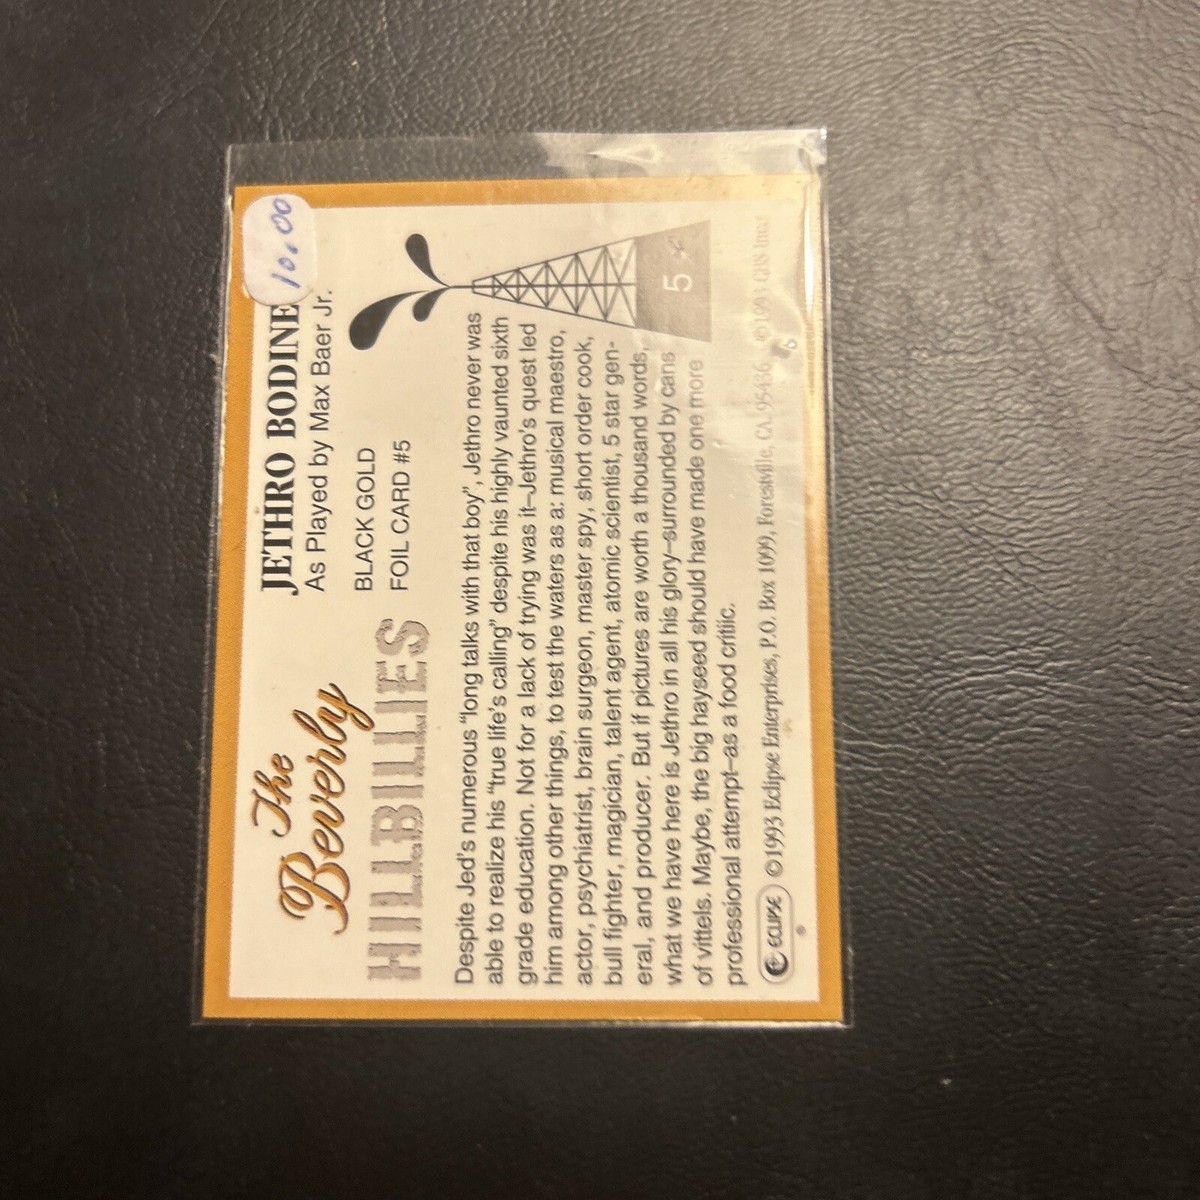 The
Beverly
HILLBILLIES
JETHRO BODINE
As Played by Max Baer Jr.
10.00
BLACK GOLD
FOIL CARD #5
Despite Jed's numerous "long talks with that boy", Jethro never was
able to realize his "true life's calling" despite his highly vaunted sixth
grade education. Not for a lack of trying was it–Jethro's quest led
him among other things, to test the waters as a: musical maestro,
actor, psychiatrist, brain surgeon, master spy, short order cook,
bull fighter, magician, talent agent, atomic scientist, 5 star gen-
eral, and producer. But if pictures are worth a thousand words,
what we have here is Jethro in all his glory–surrounded by cans
of vittels. Maybe, the big hayseed should have made one more
professional attempt–as a food critiic.
5
ECLIPSE ©1993 Eclipse Enterprises, P.O. Box 1099, Forestville, CA 95436 ©1993 CBS Inc.
®